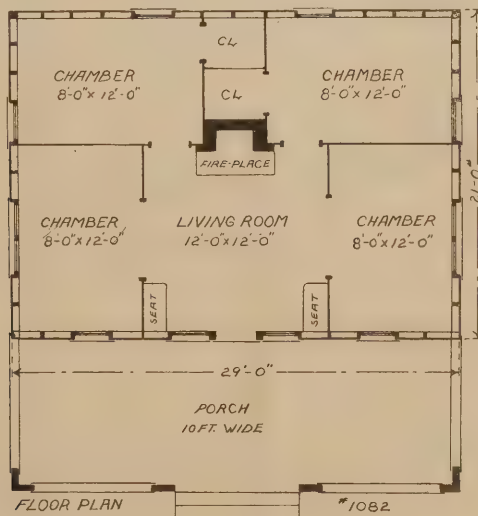 CL
CHAMBER
8'-0" x 12'-0"
CL
CHAMBER
8'-0" x 12'-0"
FIRE-PLACE
21'-0"
CHAMBER
8'-0" x 12'-0"
LIVING ROOM
12'-0" x 12'-0"
CHAMBER
8'-0" x 12'-0"
SEAT
SEAT
29'-0"
PORCH
10 FT. WIDE
FLOOR PLAN
#1082